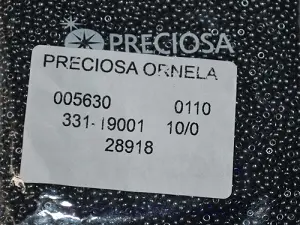 PRECIOSA
PRECIOSA ORNELA
005630 0110
331-19001 10/0
28918